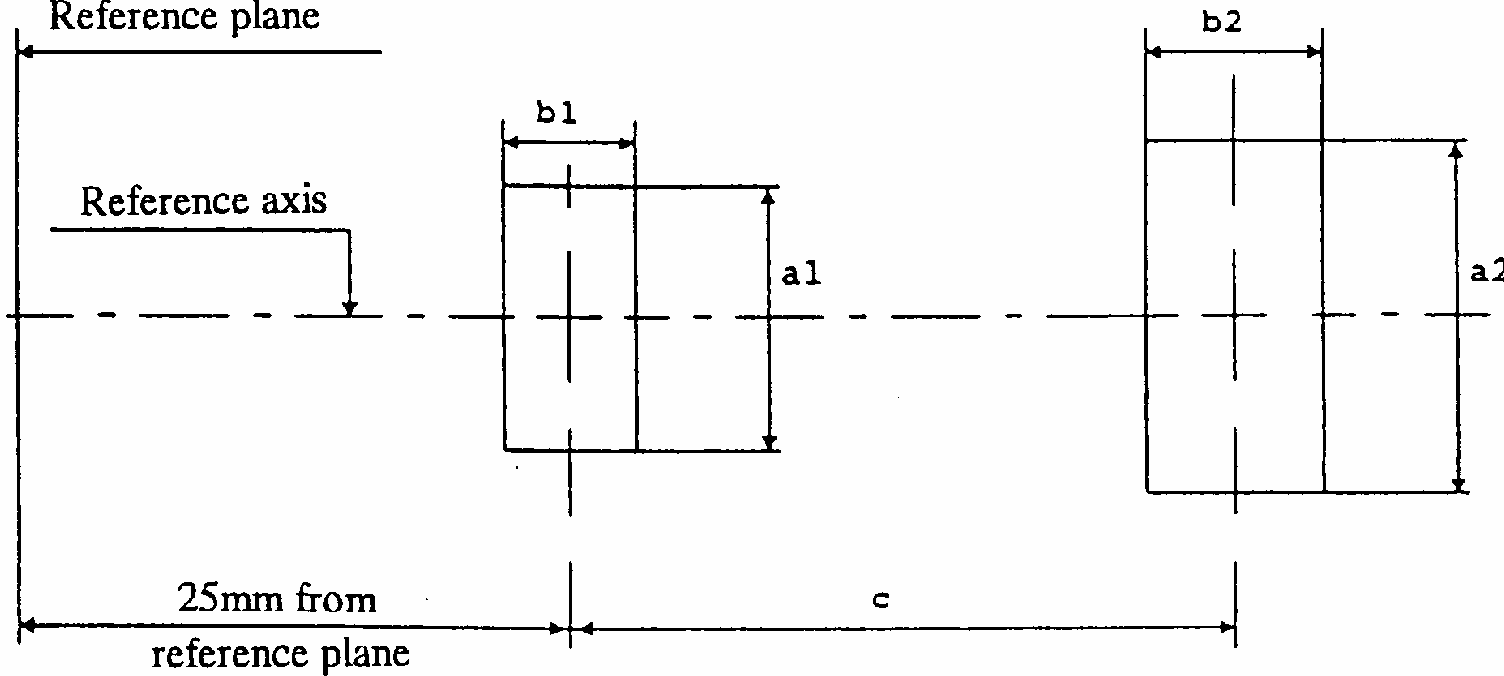 Reference plane
b2
b1
Reference axis
a1
a2
25mm from
reference plane
c